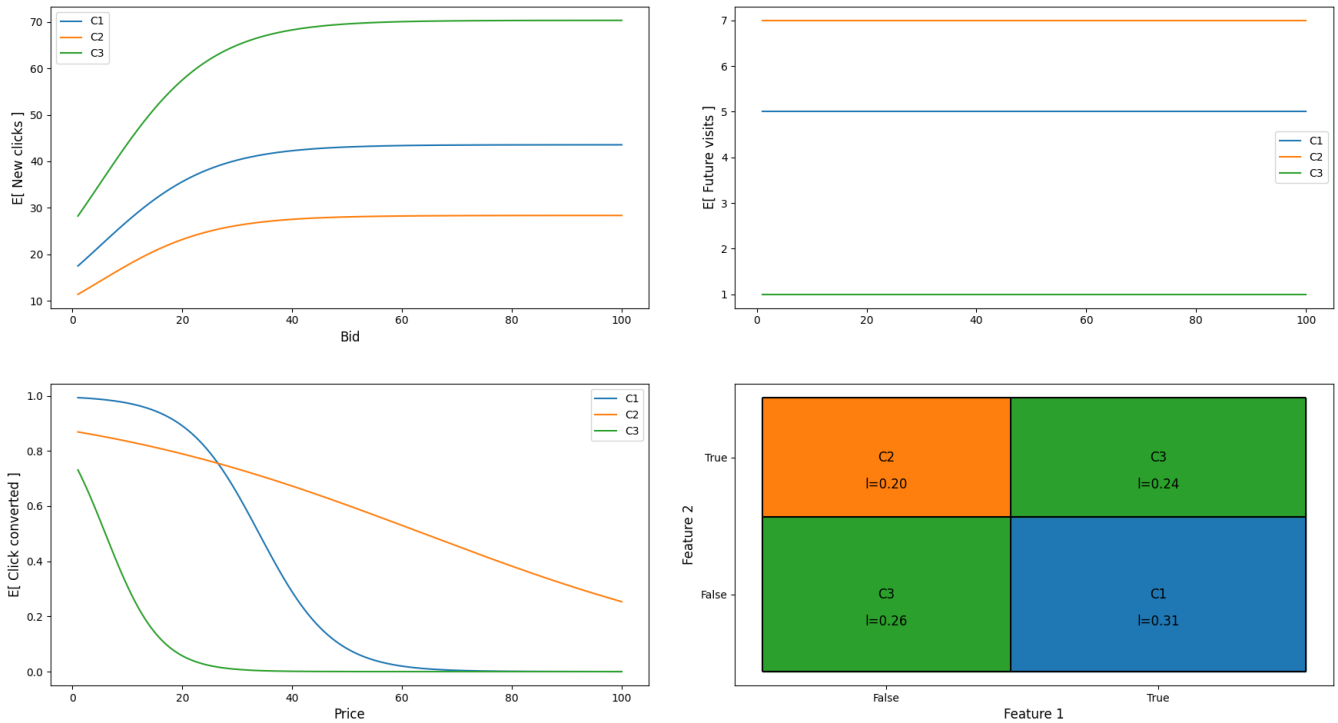 70
60
50
40
30
20
10
E[ New clicks ]
C1
C2
C3
0
20
40
60
80
100
Bid
7
6
5
4
3
2
1
E[ Future visits ]
C1
C2
C3
0
20
40
60
80
100
1.0
0.8
0.6
0.4
0.2
0.0
E[ Click converted ]
C1
C2
C3
0
20
40
60
80
100
Price
True
False
Feature 2
C2
l=0.20
C3
l=0.24
C3
l=0.26
C1
l=0.31
False
True
Feature 1